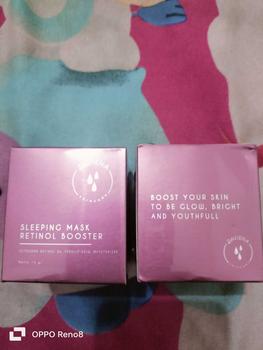 SLEEPING MASK
RETINOL BOOSTER
BOOST YOUR SKIN
TO BE GLOW, BRIGHT
AND YOUTHFULL
OPPO Reno8